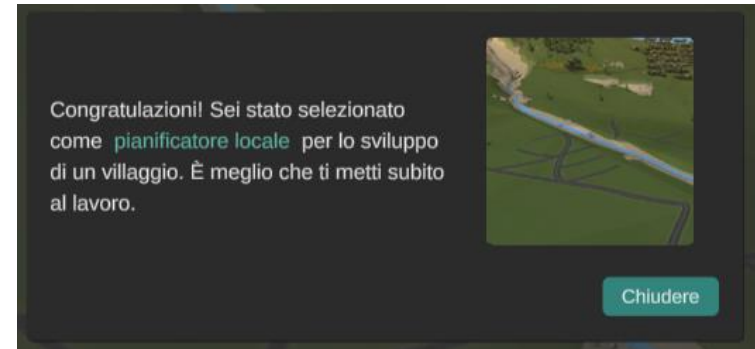 Congratulazioni! Sei stato selezionato
come pianificatore locale per lo sviluppo
di un villaggio. È meglio che ti metti subito
al lavoro.
Chiudere